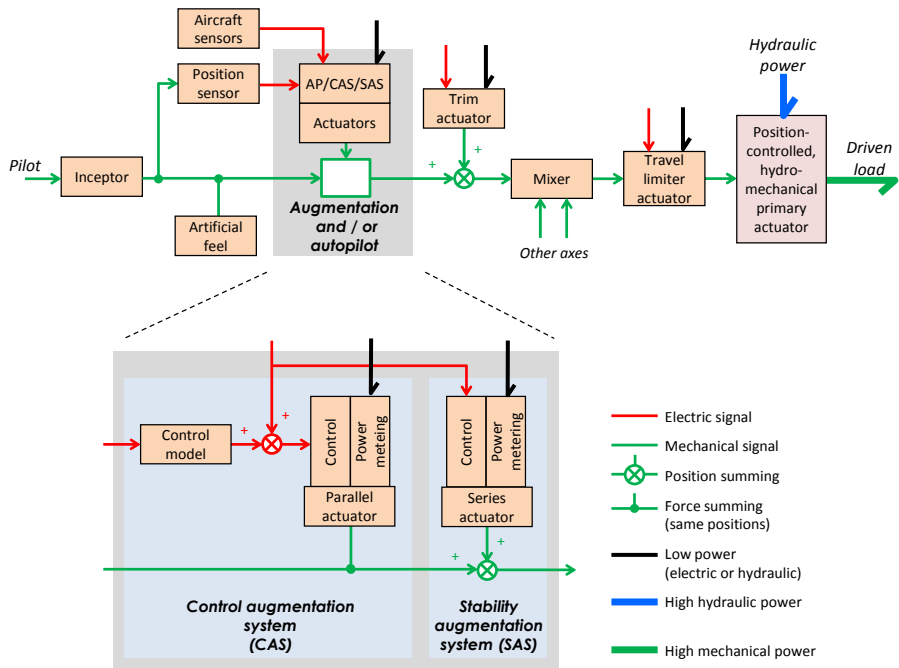 Aircraft
sensors
Position
sensor
AP/CAS/SAS
Actuators
Trim
actuator
Hydraulic
power
Pilot
Inceptor
Artificial
feel
Augmentation
and / or
autopilot
+
+
Mixer
Other axes
Travel
limiter
actuator
Position-
controlled,
hydro-
mechanical
primary
actuator
Driven
load
Control
model
+
+
Control
Power
meteing
Parallel
actuator
Control
Power
metering
Series
actuator
+
+
Control augmentation
system
(CAS)
Stability
augmentation
system (SAS)
Electric signal
Mechanical signal
Position summing
Force summing
(same positions)
Low power
(electric or hydraulic)
High hydraulic power
High mechanical power